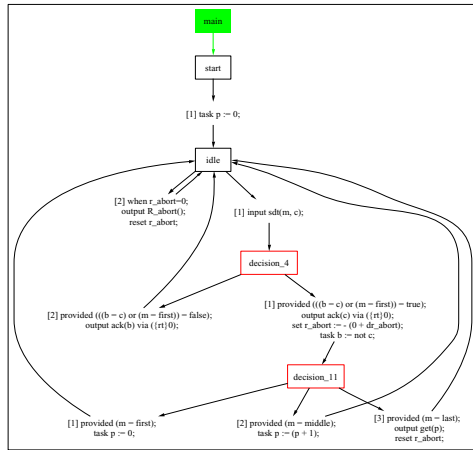 main
start
[1] task p := 0;
idle
[2] when r_abort=0;
output R_abort();
reset r_abort;
[1] input sdt(m, c);
decision_4
[2] provided (((b = c) or (m = first)) = false);
output ack(b) via ({rt}0);
[1] provided (((b = c) or (m = first)) = true);
output ack(c) via ({rt}0);
set r_abort := - (0 + dr_abort);
task b := not c;
decision_11
[1] provided (m = first);
task p := 0;
[2] provided (m = middle);
task p := (p + 1);
[3] provided (m = last);
output get(p);
reset r_abort;